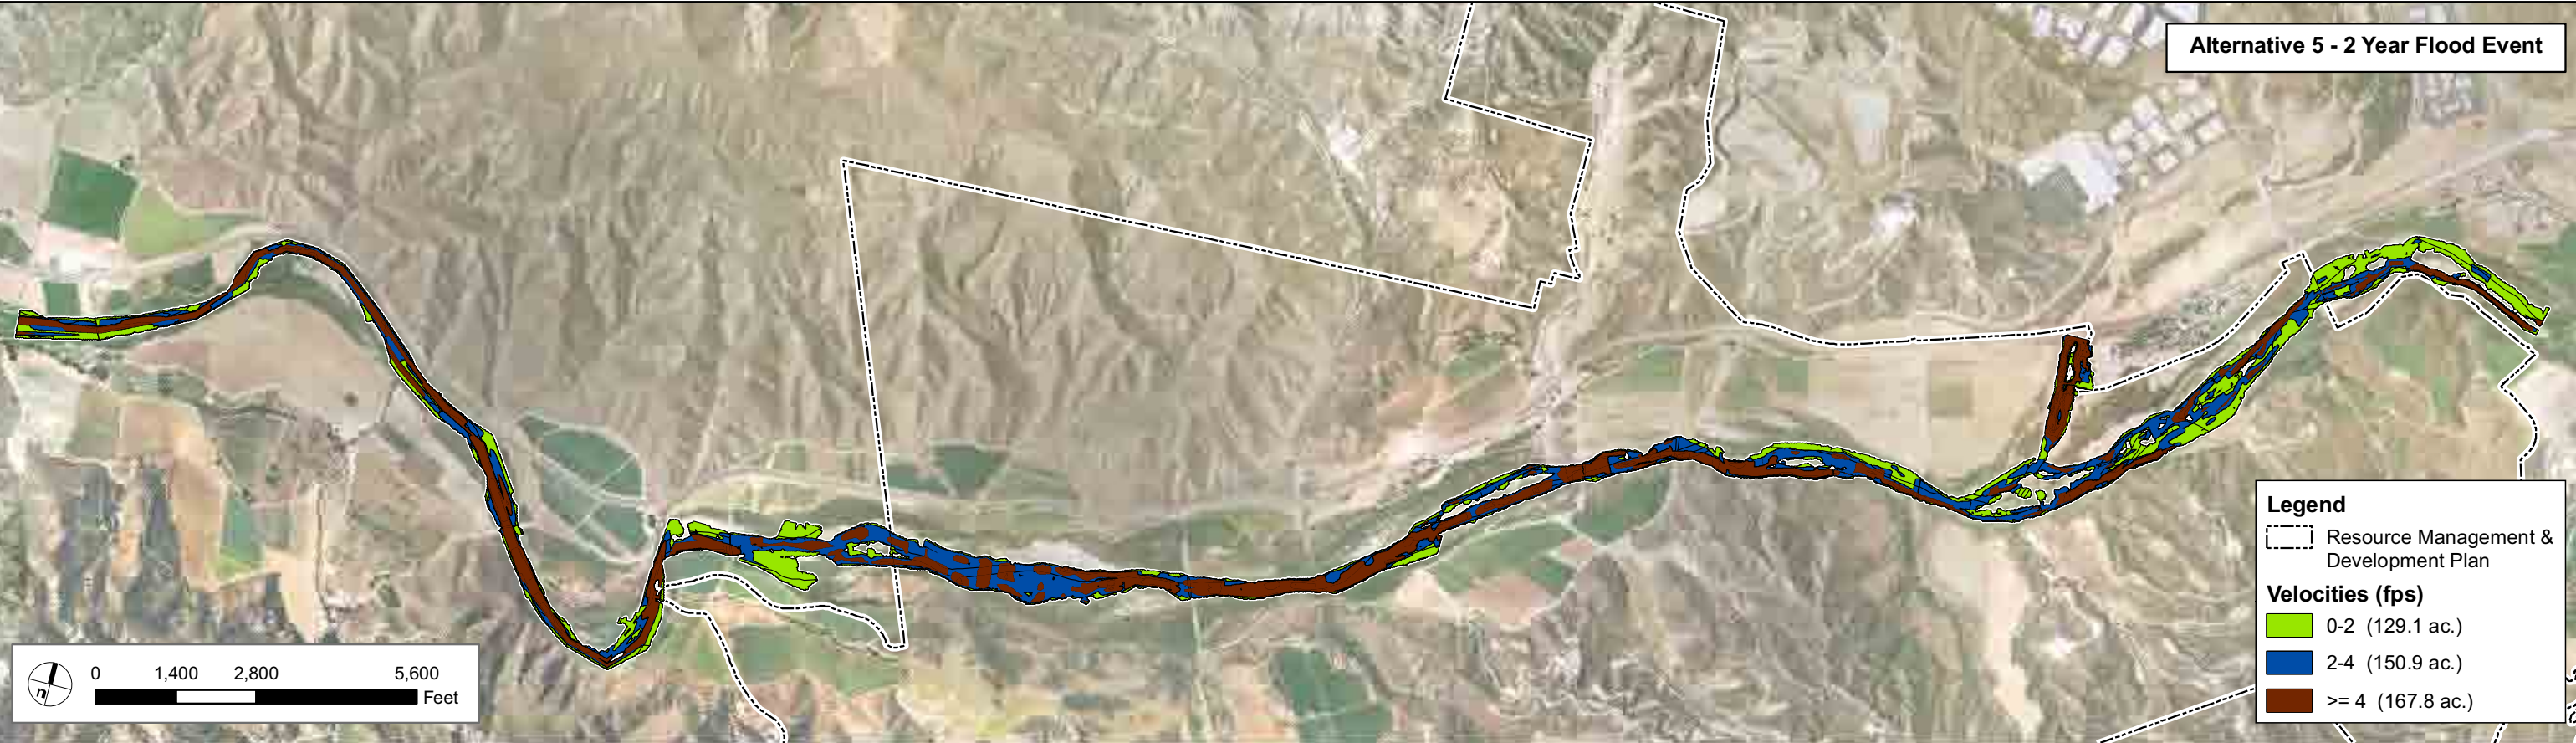 Alternative 5 - 2 Year Flood Event
Legend
Resource Management &
Development Plan
Velocities (fps)
0-2 (129.1 ac.)
2-4 (150.9 ac.)
>= 4 (167.8 ac.)
n
0 1,400 2,800 5,600
Feet